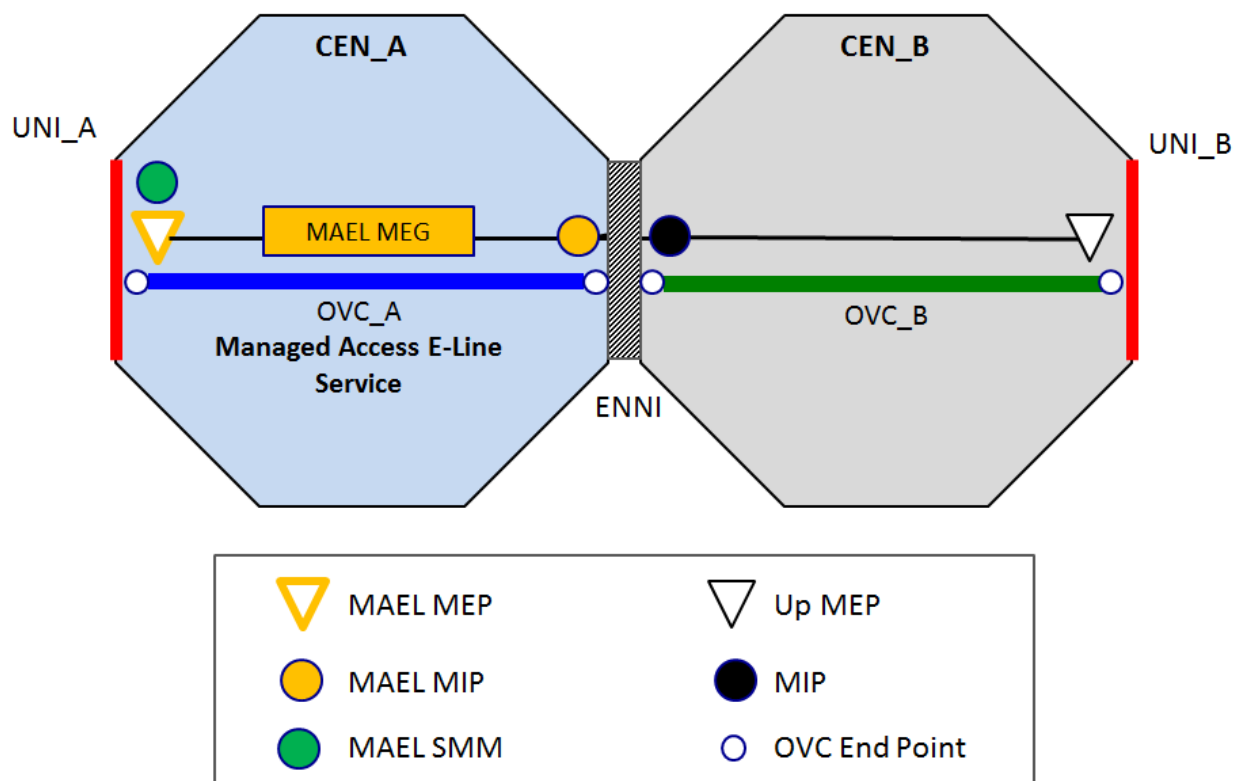 CEN_A
CEN_B
UNI_A
UNI_B
MAEL MEG
OVC_A
Managed Access E-Line
Service
OVC_B
ENNI
MAEL MEP
Up MEP
MAEL MIP
MIP
MAEL SMM
OVC End Point